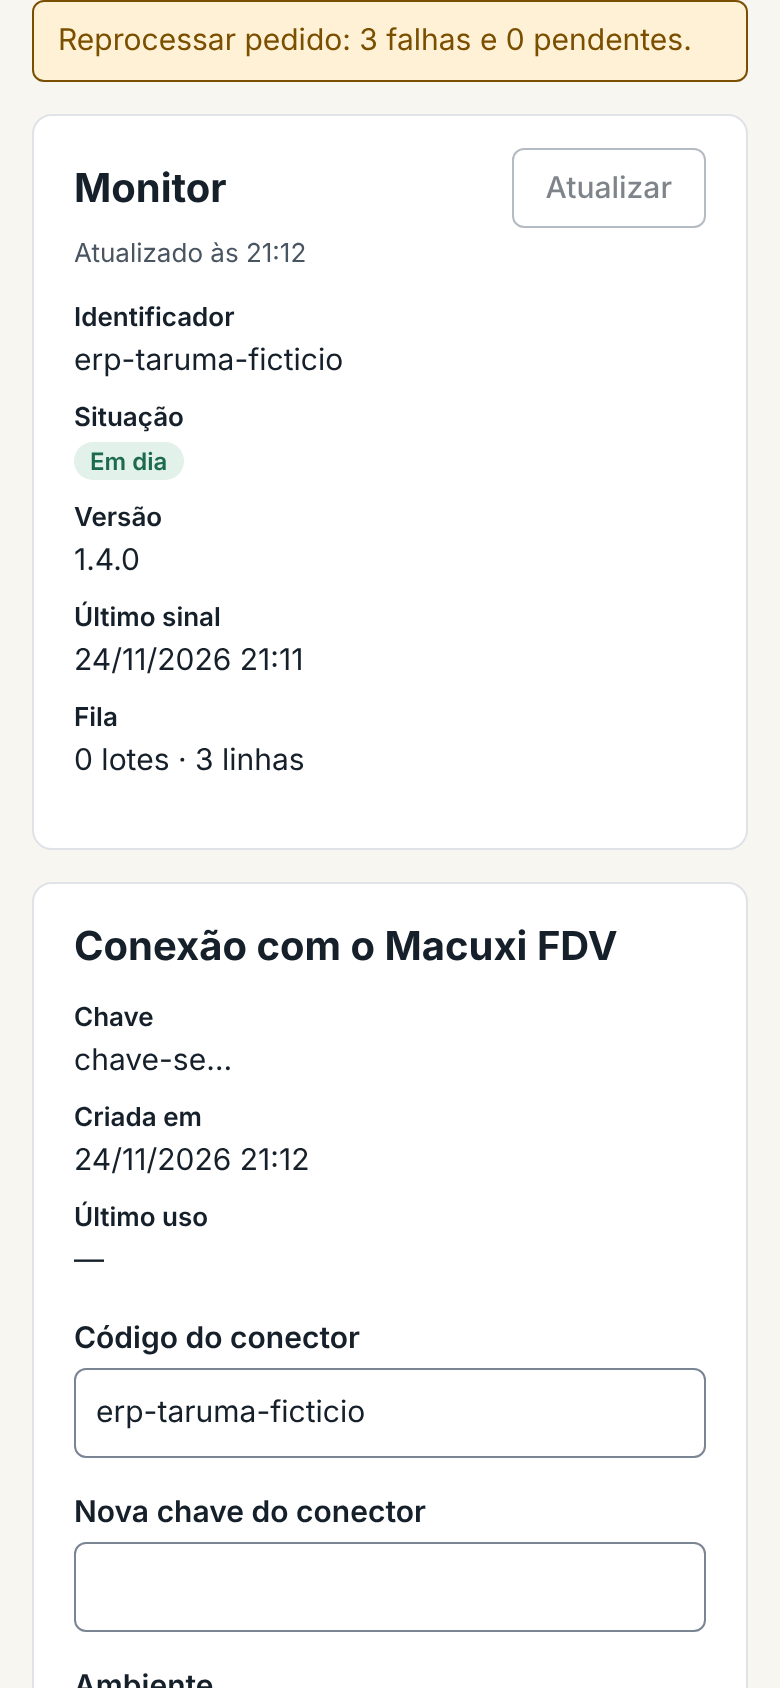 Reprocessar pedido: 3 falhas e 0 pendentes.
Monitor
Atualizar
Atualizado às 21:12
Identificador
erp-taruma-ficticio
Situação
Em dia
Versão
1.4.0
Último sinal
24/11/2026 21:11
Fila
0 lotes · 3 linhas
Conexão com o Macuxi FDV
Chave
chave-se...
Criada em
24/11/2026 21:12
Último uso
—
Código do conector
erp-taruma-ficticio
Nova chave do conector
Ambiente